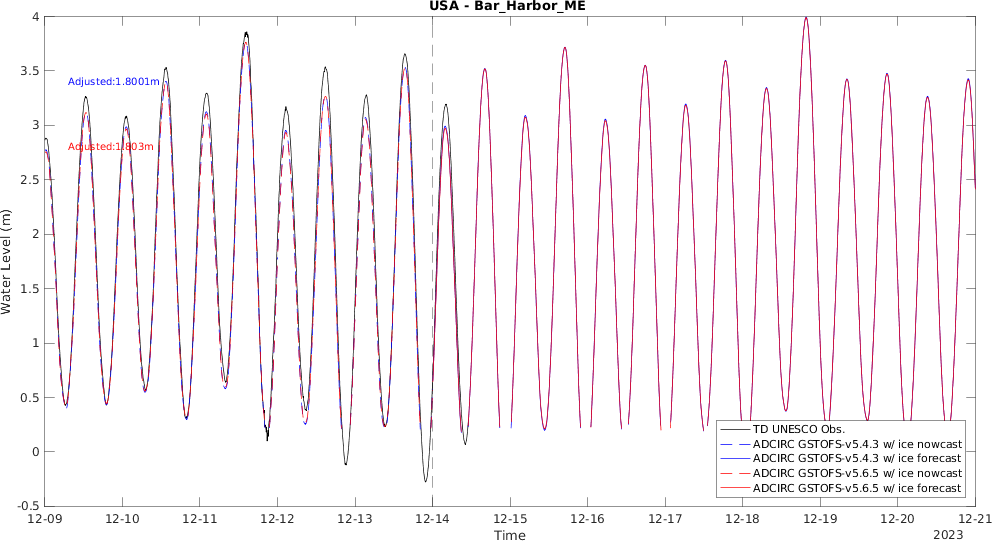 USA - Bar_Harbor_ME
4
3.5
3
2.5
2
1.5
1
0.5
0
-0.5
Water Level (m)
Adjusted:1.8001m
Adjusted:1.803m
TD UNESCO Obs.
ADCIRC GSTOFS-v5.4.3 w/ ice nowcast
ADCIRC GSTOFS-v5.4.3 w/ ice forecast
ADCIRC GSTOFS-v5.6.5 w/ ice nowcast
ADCIRC GSTOFS-v5.6.5 w/ ice forecast
12-09 12-10 12-11 12-12 12-13 12-14 12-15 12-16 12-17 12-18 12-19 12-20 12-21
Time
2023